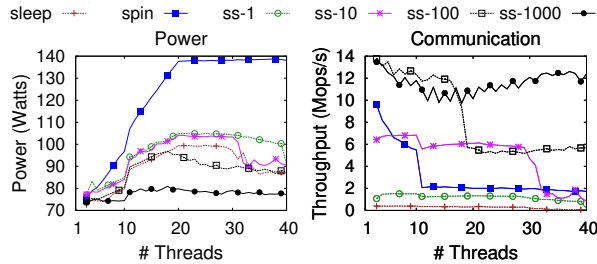 sleep spin ss-1 ss-10 ss-100 ss-1000
Power Communication
Power (Watts)
140
130
120
110
100
90
80
70
1 10 20 30 40
# Threads
Throughput (Mops/s)
14
12
10
8
6
4
2
0
1 10 20 30 40
# Threads